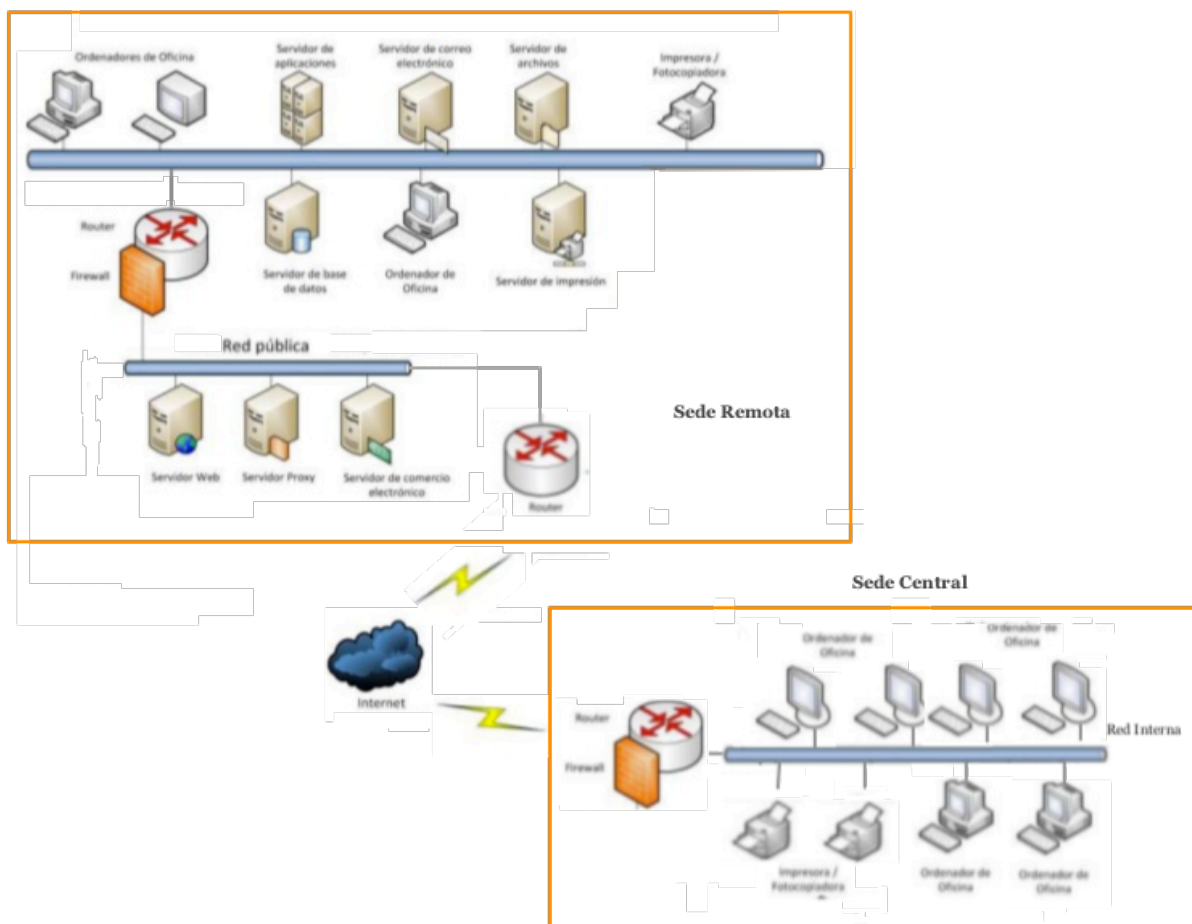 Ordenadores de Oficina
Servidor de
aplicaciones
Servidor de correo
electrónico
Servidor de
archivos
Impresora /
Fotocopiadora
Router
Firewall
Servidor de base
de datos
Ordenador de
Oficina
Servidor de impresión
Red pública
Servidor Web
Servidor Proxy
Servidor de comercio
electrónico
Router
Sede Remota
Sede Central
Internet
Ordenador de
Oficina
Ordenador de
Oficina
Router
Firewall
Red Interna
Impresora /
Fotocopiadora
Ordenador de
Oficina
Ordenador de
Oficina